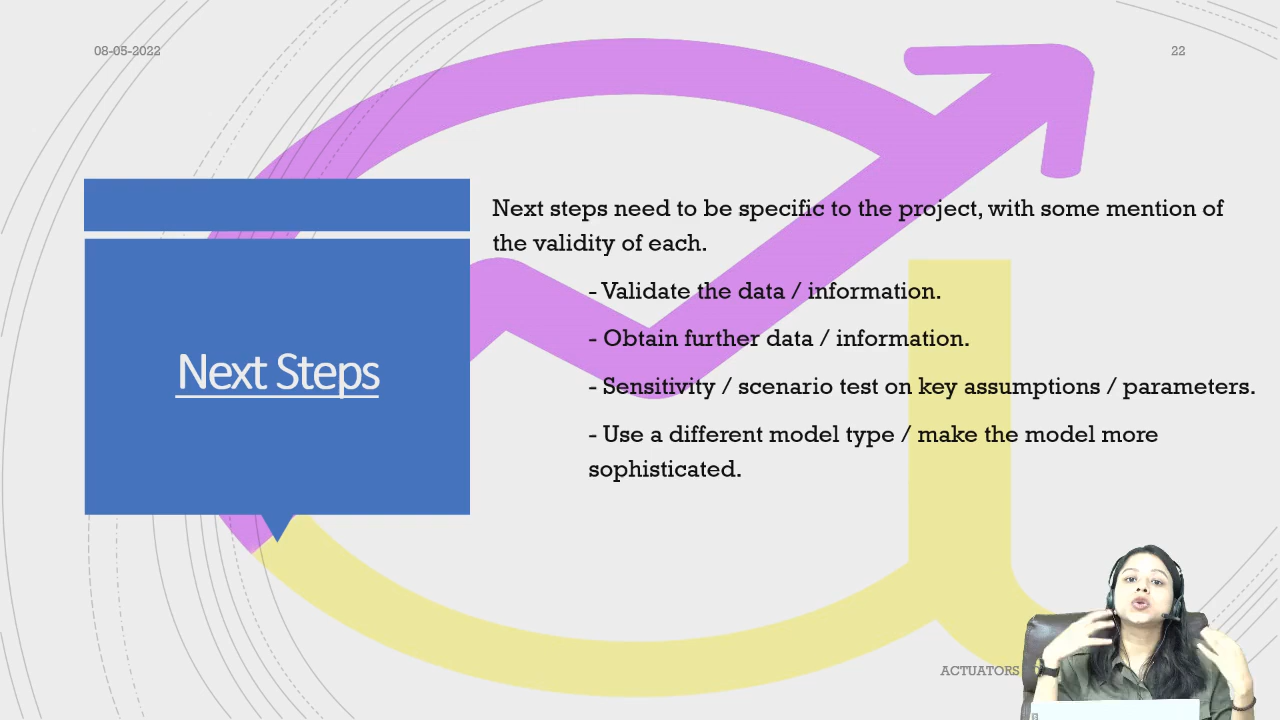 08-05-2022
22
Next steps need to be specific to the project, with some mention of
the validity of each.
- Validate the data / information.
- Obtain further data / information.
Next Steps
- Sensitivity / scenario test on key assumptions / parameters.
- Use a different model type / make the model more
sophisticated.
ACTUATORS